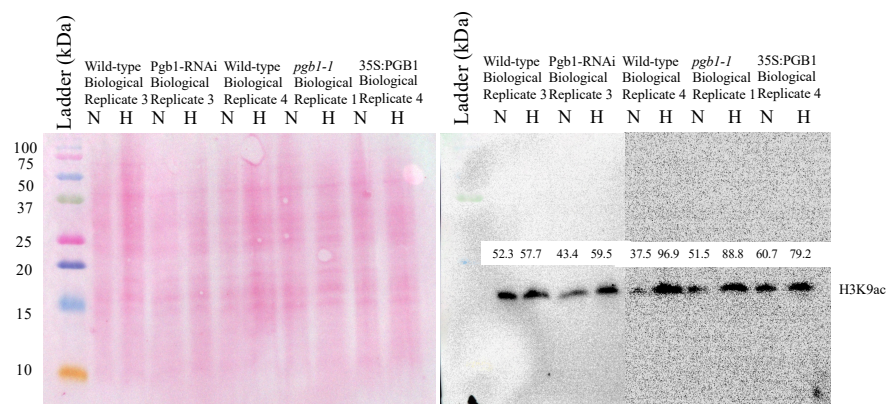 Ladder (kDa)
Wild-type Pgb1-RNAi Wild-type pgb1-1 35S:PGB1
Biological Biological Biological Biological Biological
Replicate 3 Replicate 3 Replicate 4 Replicate 1 Replicate 4
N H N H N H N H N H
100
75
50
37
25
20
15
10
Ladder (kDa)
Wild-type Pgb1-RNAi Wild-type pgb1-1 35S:PGB1
Biological Biological Biological Biological Biological
Replicate 3 Replicate 3 Replicate 4 Replicate 1 Replicate 4
N H N H N H N H N H
52.3 57.7 43.4 59.5 37.5 96.9 51.5 88.8 60.7 79.2
H3K9ac